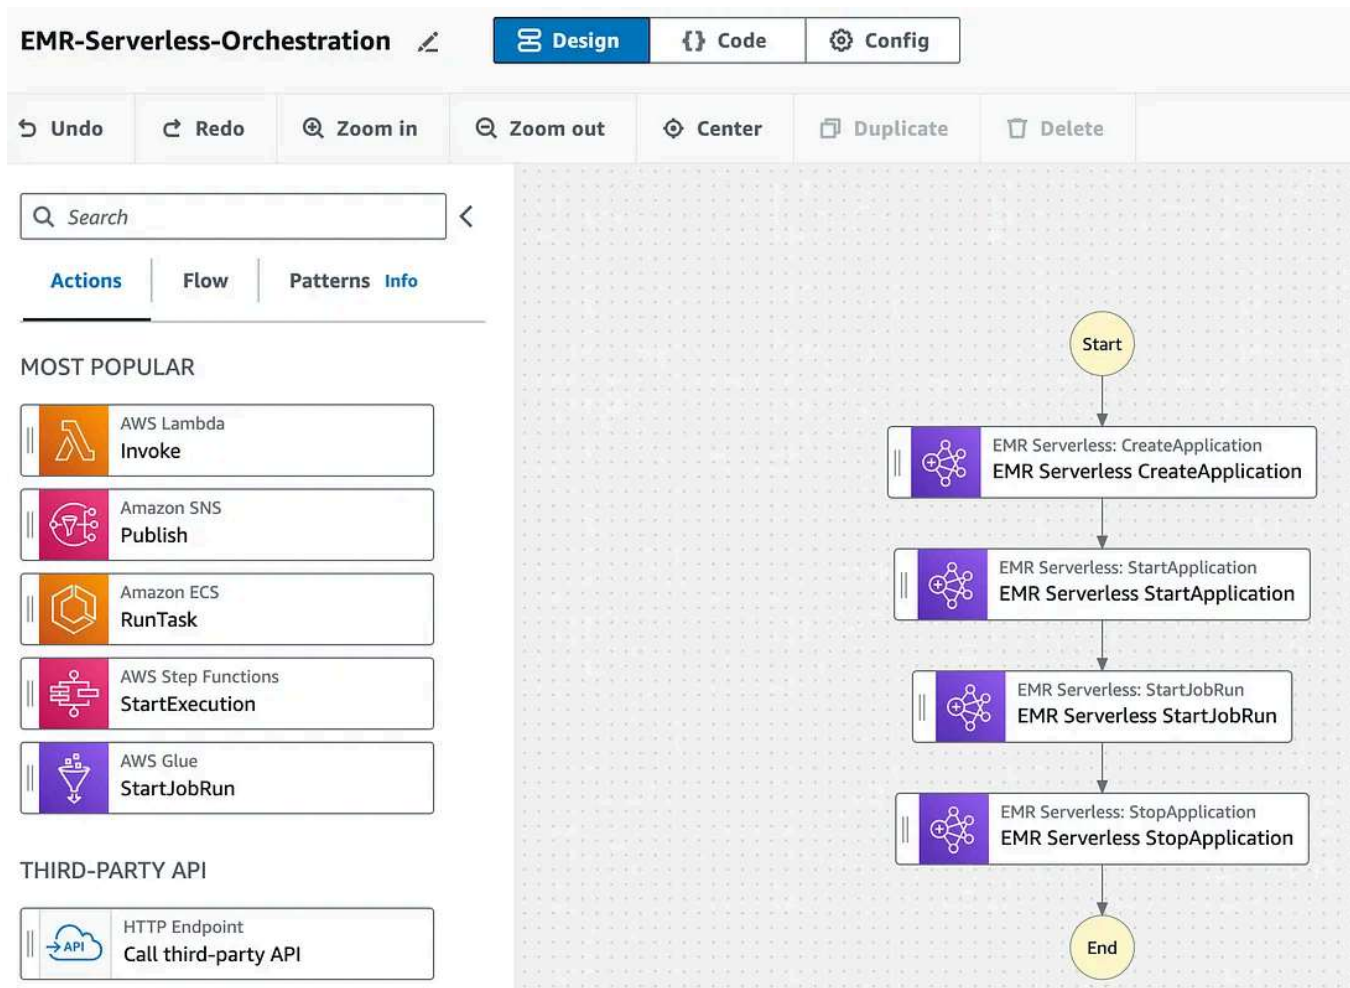 EMR-Serverless-Orchestration
Design
{} Code
Config
Undo
Redo
Zoom in
Zoom out
Center
Duplicate
Delete
Search
Actions
Flow
Patterns Info
MOST POPULAR
AWS Lambda
Invoke
Amazon SNS
Publish
Amazon ECS
RunTask
AWS Step Functions
StartExecution
AWS Glue
StartJobRun
THIRD-PARTY API
API
HTTP Endpoint
Call third-party API
Start
EMR Serverless: CreateApplication
EMR Serverless CreateApplication
EMR Serverless: StartApplication
EMR Serverless StartApplication
EMR Serverless: StartJobRun
EMR Serverless StartJobRun
EMR Serverless: StopApplication
EMR Serverless StopApplication
End